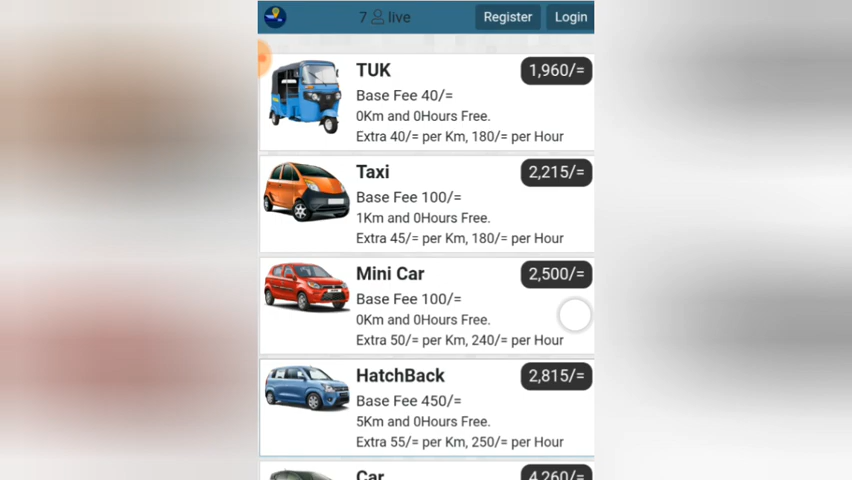 7 live Register Login
TUK 1,960/=
Base Fee 40/=
0Km and 0Hours Free.
Extra 40/= per Km, 180/= per Hour
Taxi 2,215/=
Base Fee 100/=
1Km and 0Hours Free.
Extra 45/= per Km, 180/= per Hour
Mini Car 2,500/=
Base Fee 100/=
0Km and 0Hours Free.
Extra 50/= per Km, 240/= per Hour
HatchBack 2,815/=
Base Fee 450/=
5Km and 0Hours Free.
Extra 55/= per Km, 250/= per Hour
Car 4,260/=